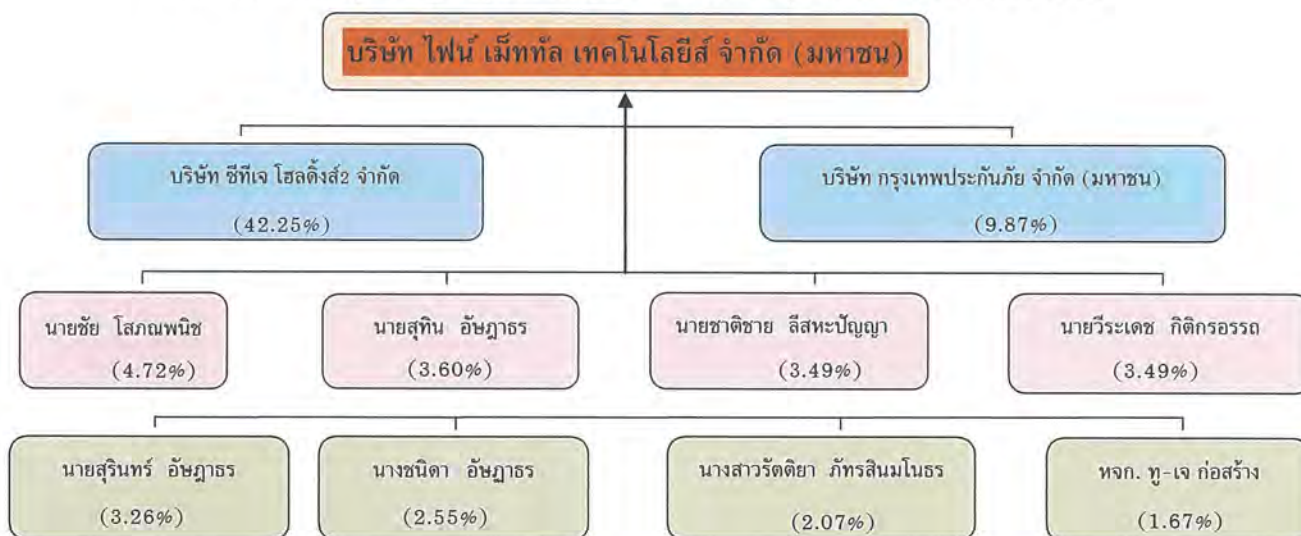 บริษัท ไฟน์ เม็ททัล เทคโนโลยีส์ จำกัด (มหาชน)
บริษัท ซีทีเจ โฮลดิ้งส์2 จำกัด
(42.25%)
บริษัท กรุงเทพประกันภัย จำกัด (มหาชน)
(9.87%)
นายชัย โสภณพนิช
(4.72%)
นายสุทิน อัษฎาธร
(3.60%)
นายชาติชาย ลีสหะปัญญา
(3.49%)
นายวีระเดช กิติกรอรรถ
(3.49%)
นายสุรินทร์ อัษฎาธร
(3.26%)
นางชนิดา อัษฎาธร
(2.55%)
นางสาวรัตติยา ภัทรสินมโนธร
(2.07%)
หจก. ทู-เจ ก่อสร้าง
(1.67%)